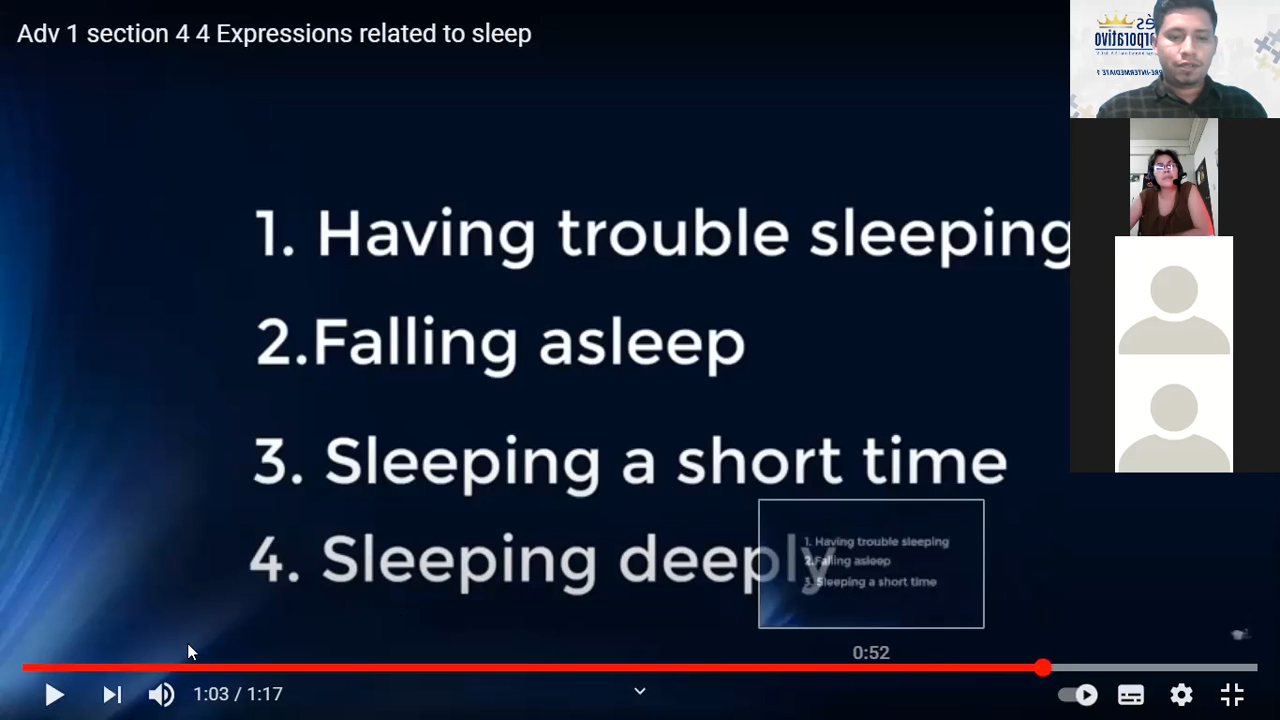 Adv 1 section 4 4 Expressions related to sleep
1. Having trouble sleeping
2.Falling asleep
3. Sleeping a short time
4. Sleeping deeply
1. Having trouble sleeping
2.Falling asleep
3. Sleeping a short time
0:52
1:03 / 1:17